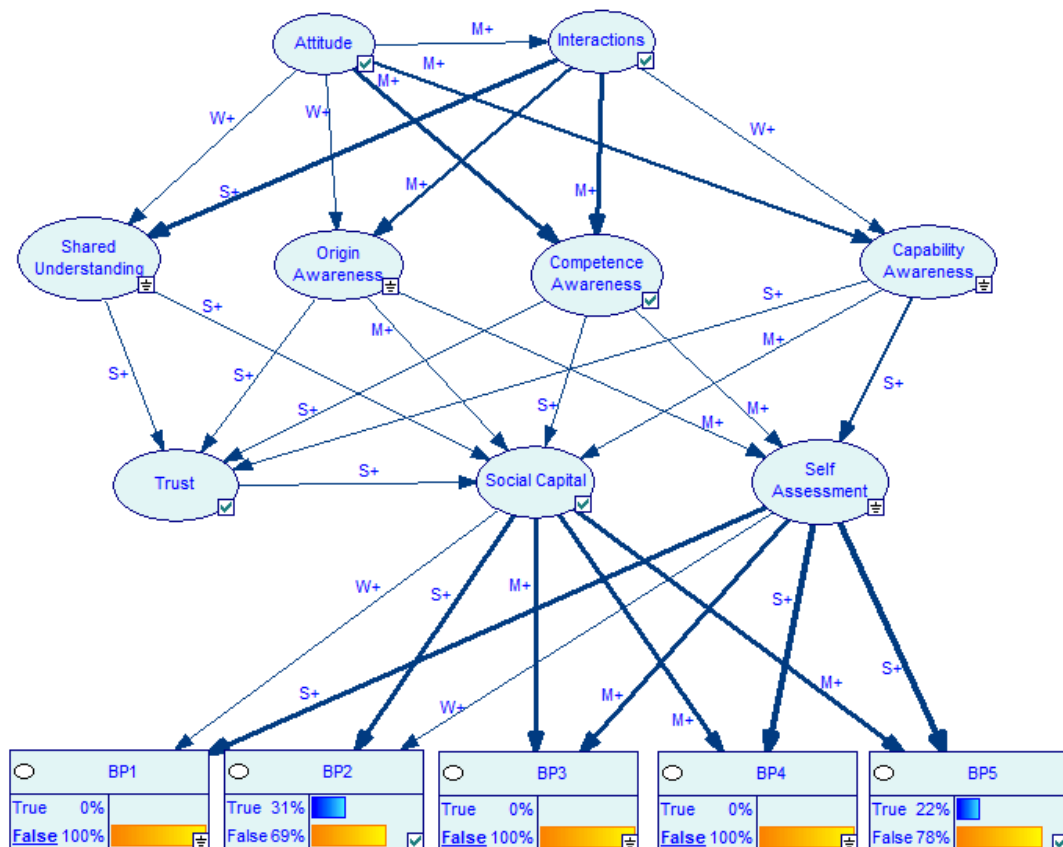 Attitude
M+
Interactions
M+
M+
W+
W+
W+
S+
M+
M+
Shared
Understanding
Origin
Awareness
Competence
Awareness
Capability
Awareness
S+
M+
S+
M+
S+
S+
S+
S+
S+
M+
M+
Trust
S+
Social Capital
Self
Assessment
W+
S+
M+
S+
S+
S+
W+
M+
M+
M+
BP1
True 0%
False 100%
BP2
True 31%
False 69%
BP3
True 0%
False 100%
BP4
True 0%
False 100%
BP5
True 22%
False 78%